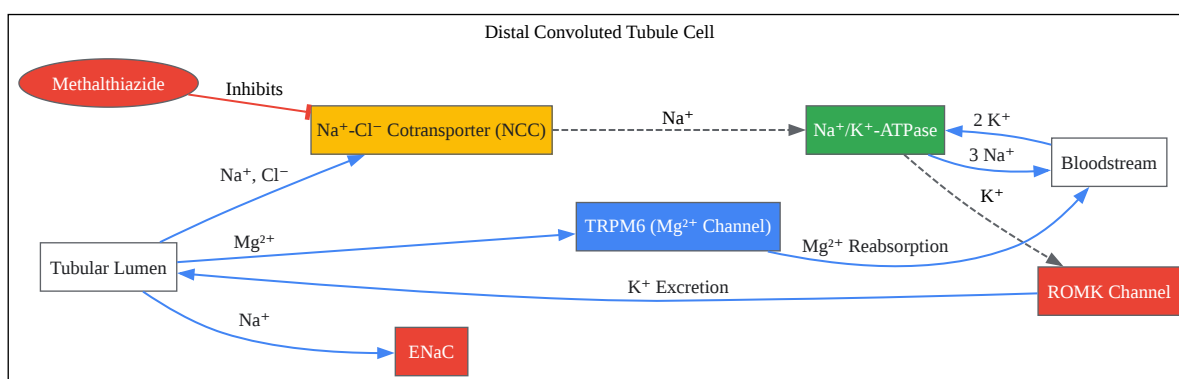 Distal Convoluted Tubule Cell
Methalthiazide
Inhibits
Na⁺-Cl⁻ Cotransporter (NCC)
Na⁺
Na⁺/K⁺-ATPase
2 K⁺
3 Na⁺
Bloodstream
Na⁺, Cl⁻
K⁺
TRPM6 (Mg²⁺ Channel)
Mg²⁺
Mg²⁺ Reabsorption
Tubular Lumen
K⁺ Excretion
ROMK Channel
Na⁺
ENaC